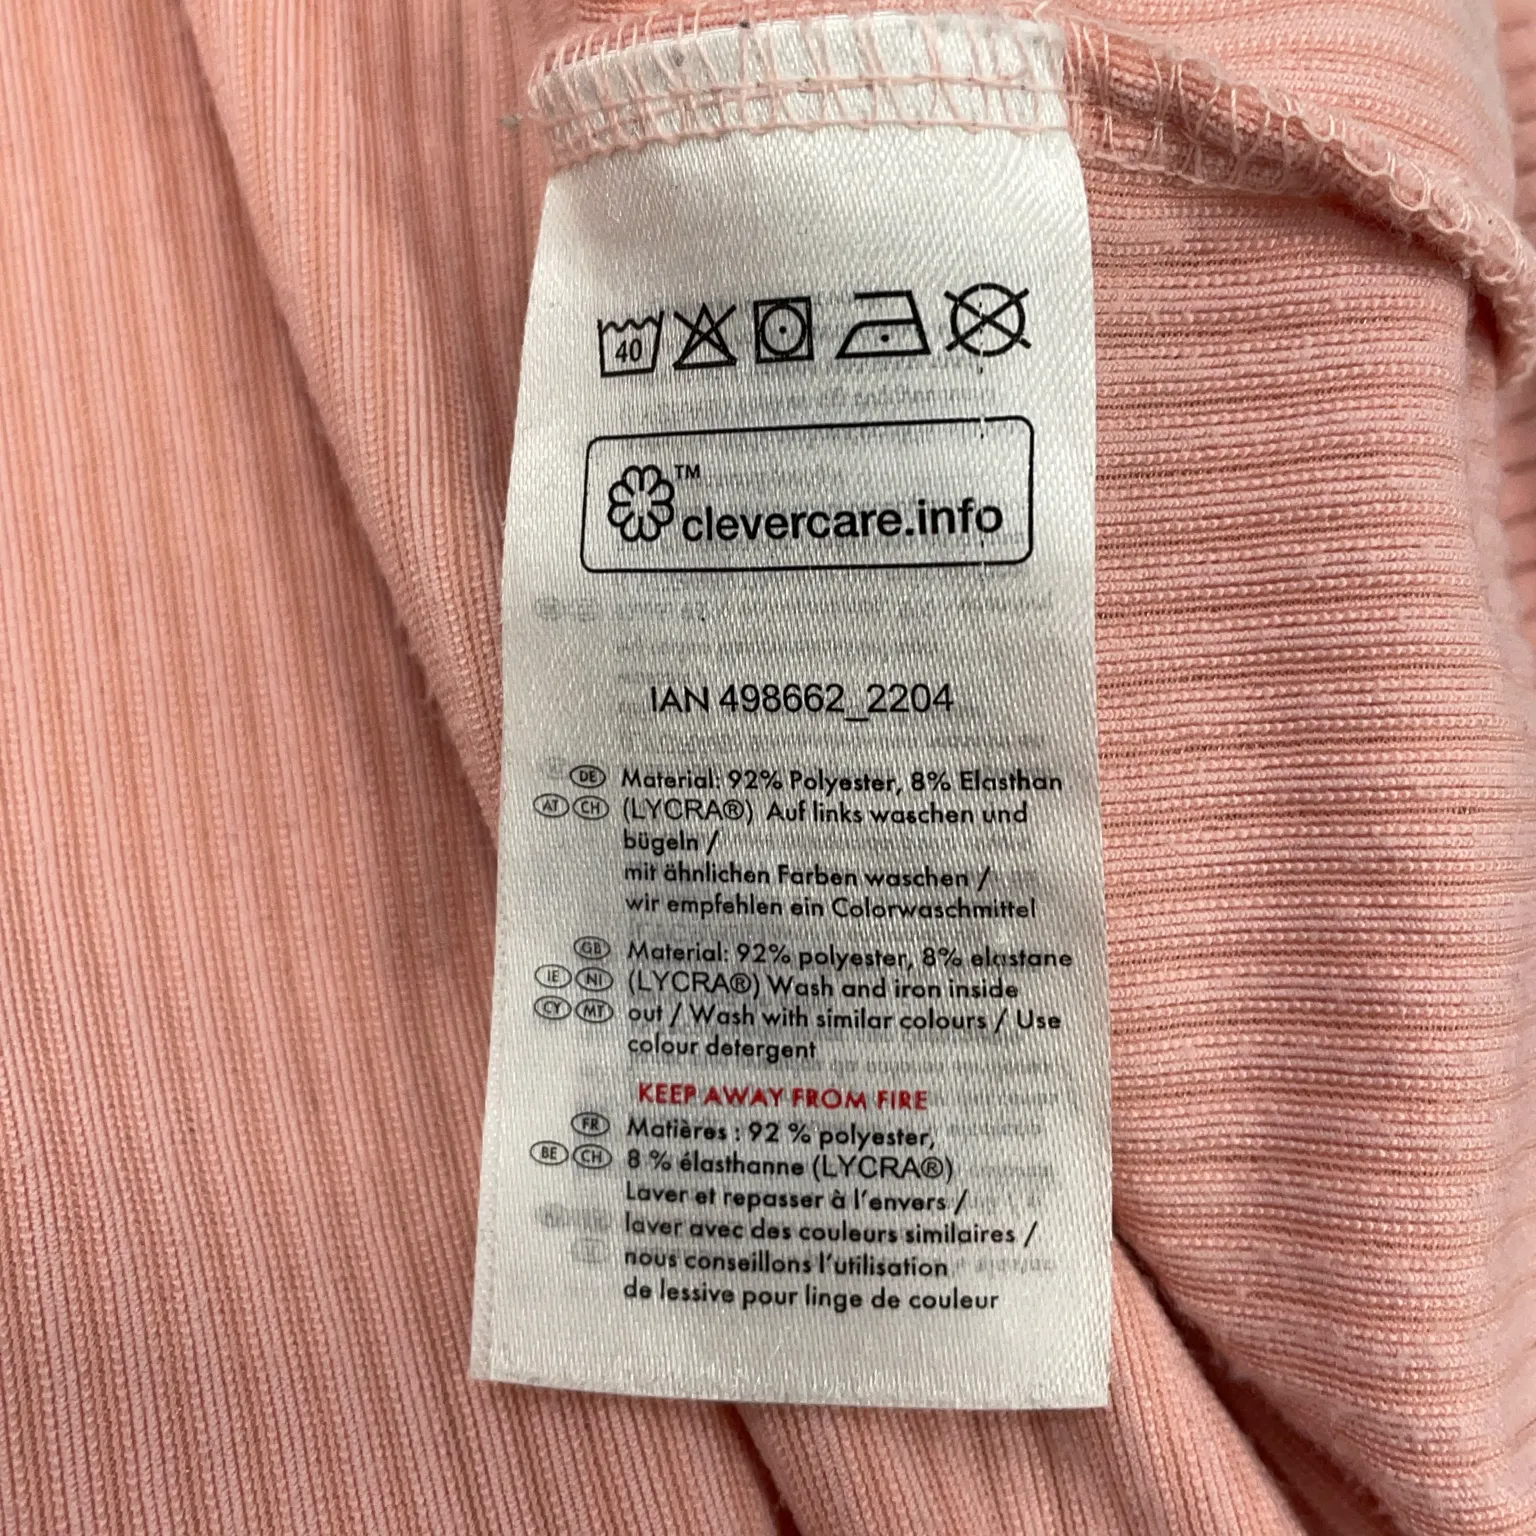 40
TM
clevercare.info
IAN 498662_2204
DE Material: 92% Polyester, 8% Elasthan
AT CH (LYCRA®) Auf links waschen und
bügeln /
mit ähnlichen Farben waschen /
wir empfehlen ein Colorwaschmittel
GB Material: 92% polyester, 8% elastane
IE NI (LYCRA®) Wash and iron inside
CY MT out / Wash with similar colours / Use
colour detergent
KEEP AWAY FROM FIRE
FR Matières : 92 % polyester,
BE CH 8 % élasthanne (LYCRA®)
Laver et repasser à l'envers /
laver avec des couleurs similaires /
nous conseillons l'utilisation
de lessive pour linge de couleur